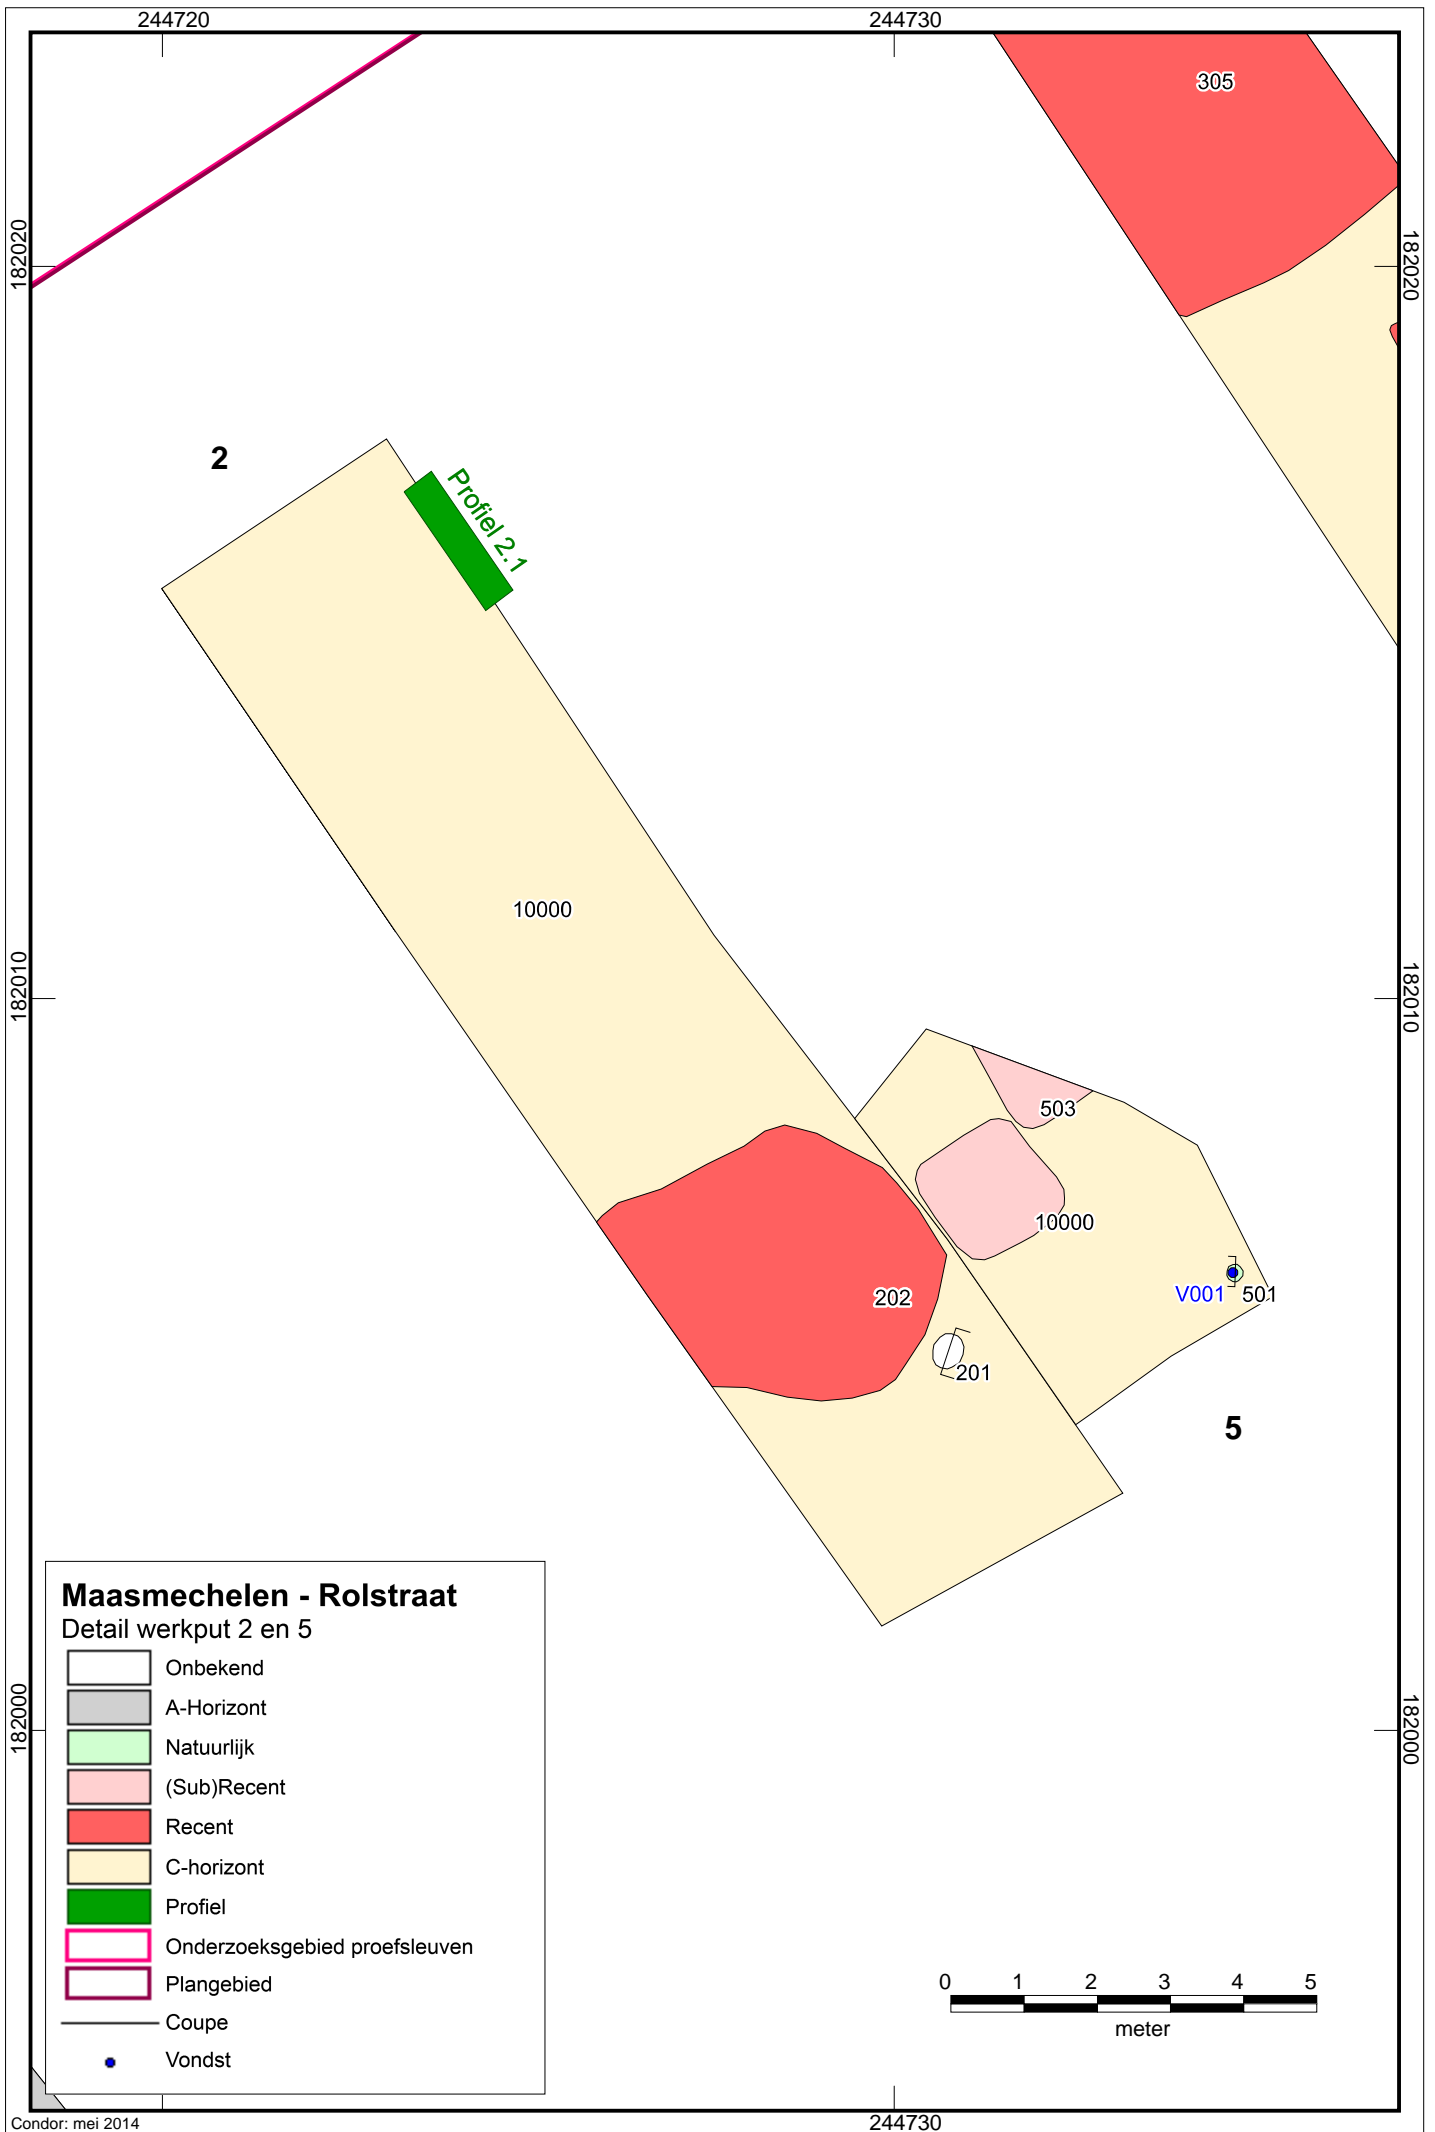 244720
244730
305
182020
182020
2
Profiel 2.1
10000
182010
182010
503
10000
V001
501
202
201
5
Maasmechelen - Rolstraat
Detail werkput 2 en 5
Onbekend
A-Horizont
Natuurlijk
(Sub)Recent
Recent
C-horizont
Profiel
Onderzoeksgebied proefsleuven
Plangebied
Coupe
Vondst
182000
182000
0 1 2 3 4 5
meter
Condor: mei 2014
244730